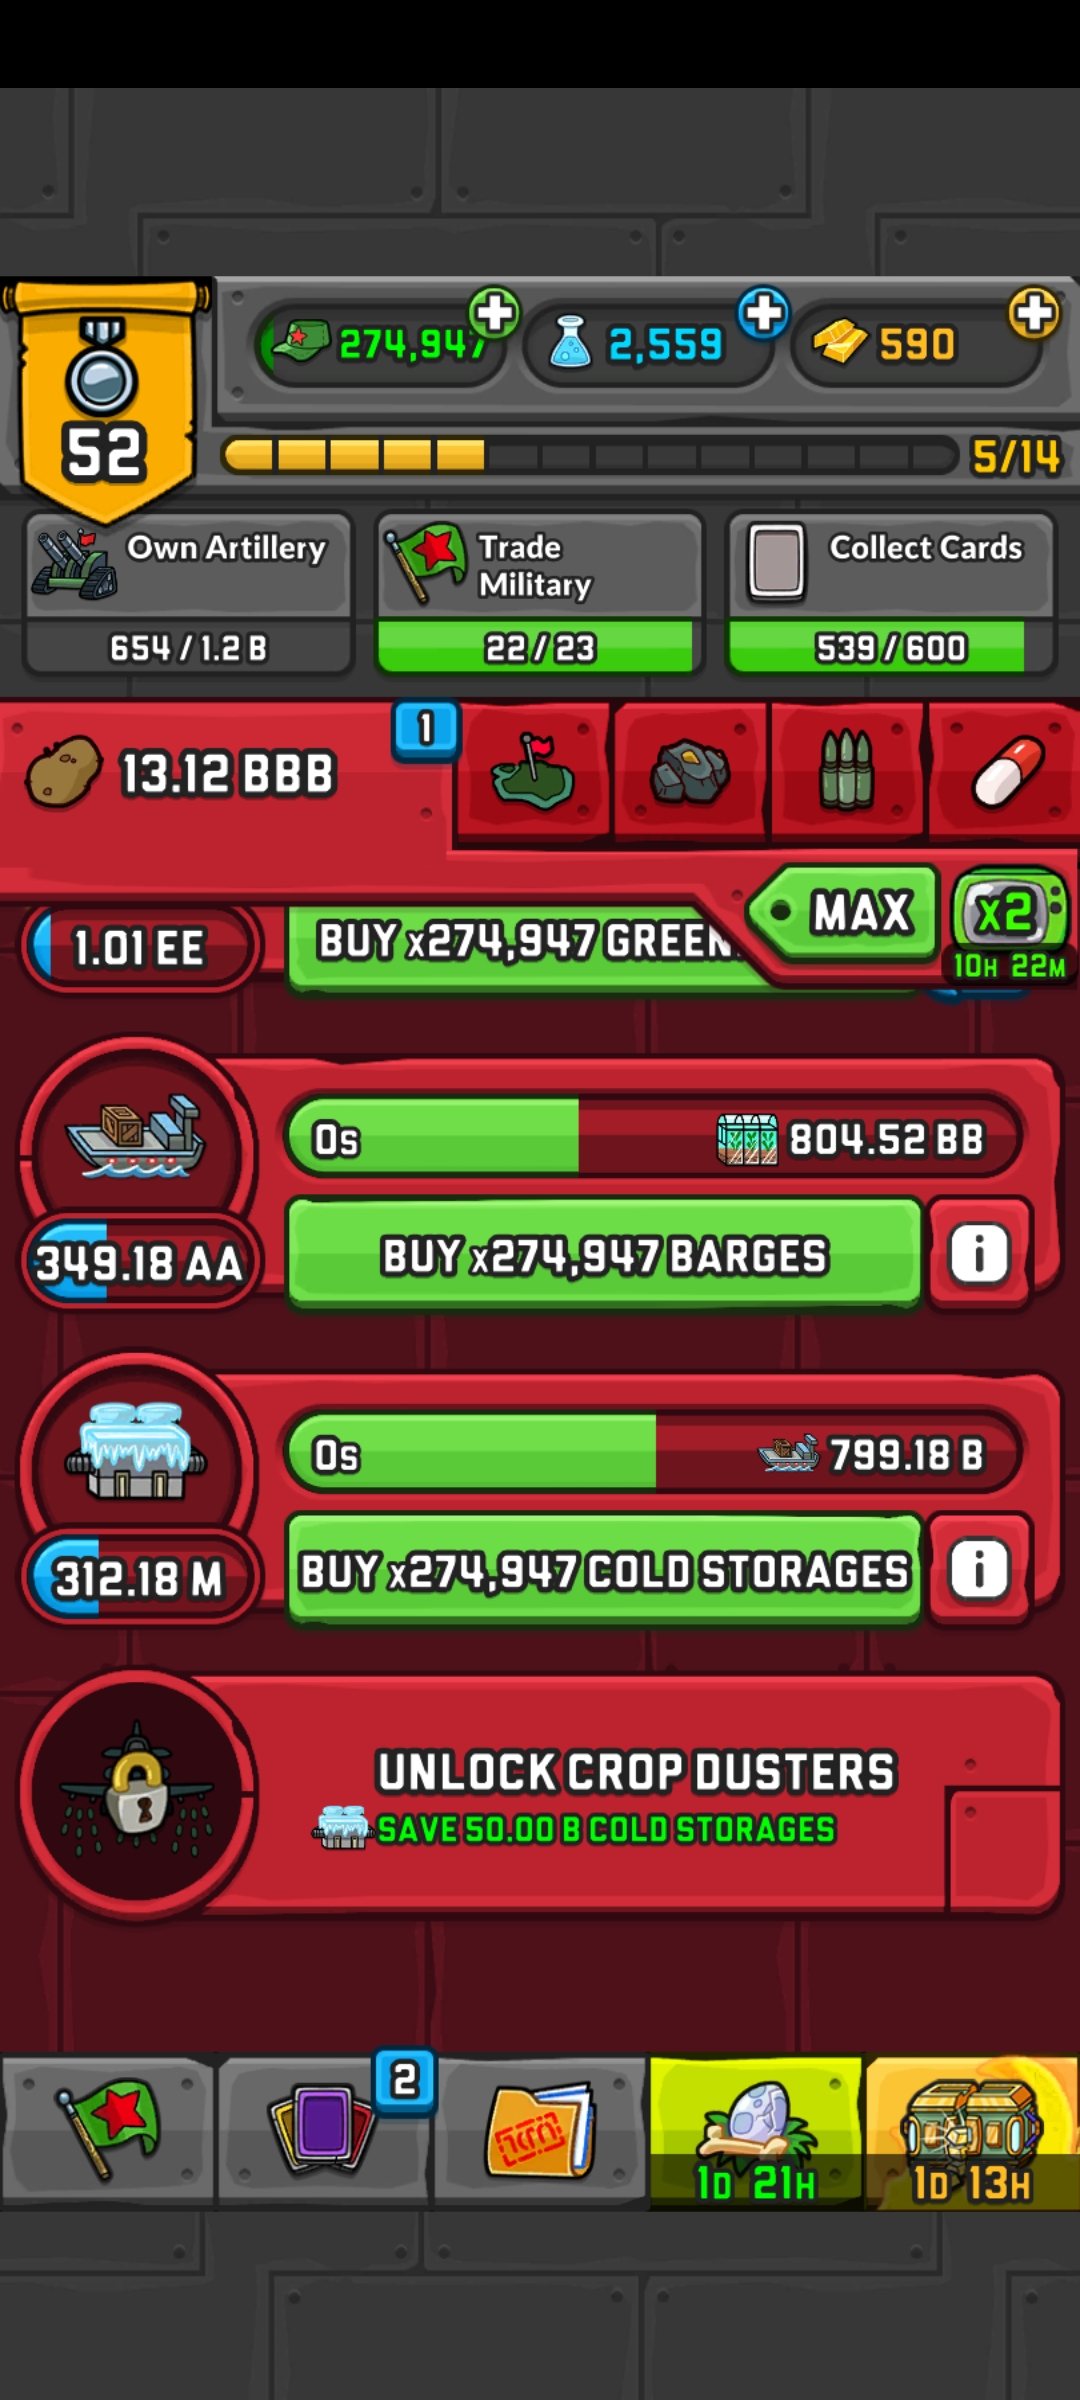 274,947
2,559
590
52
5/14
Own Artillery
654 / 1.2 B
Trade
Military
22 / 23
Collect Cards
539 / 600
13.12 BBB
1
MAX
x2
10H 22M
1.01 EE
BUY x274,947 GREEN
0s
804.52 BB
349.18 AA
BUY x274,947 BARGES
i
0s
799.18 B
312.18 M
BUY x274,947 COLD STORAGES
i
UNLOCK CROP DUSTERS
SAVE 50.00 B COLD STORAGES
2
1D 21H
1D 13H